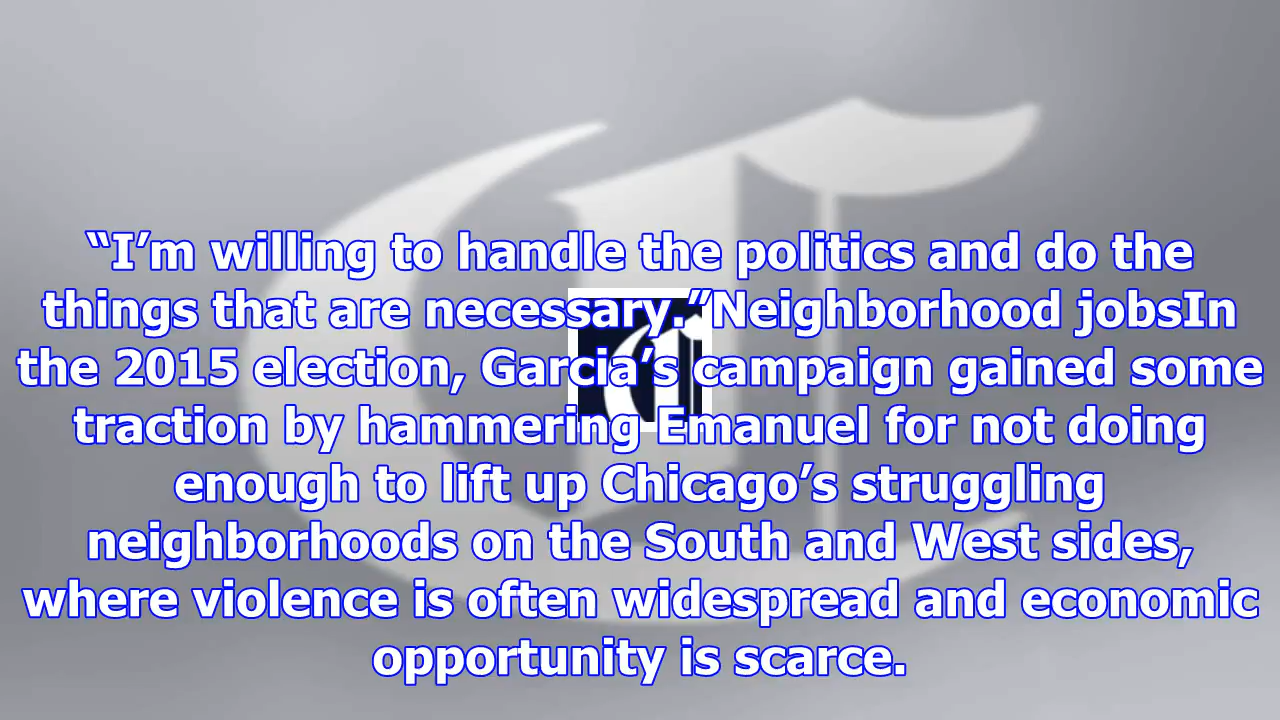 “I’m willing to handle the politics and do the
things that are necessary.”Neighborhood jobsIn
the 2015 election, Garcia’s campaign gained some
traction by hammering Emanuel for not doing
enough to lift up Chicago’s struggling
neighborhoods on the South and West sides,
where violence is often widespread and economic
opportunity is scarce.